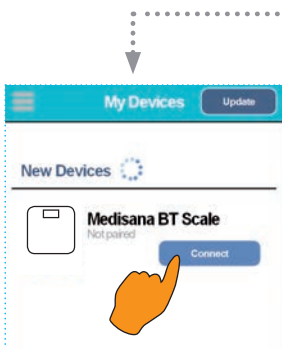 My Devices Update
New Devices
Medisana BT Scale
Not paired
Connect